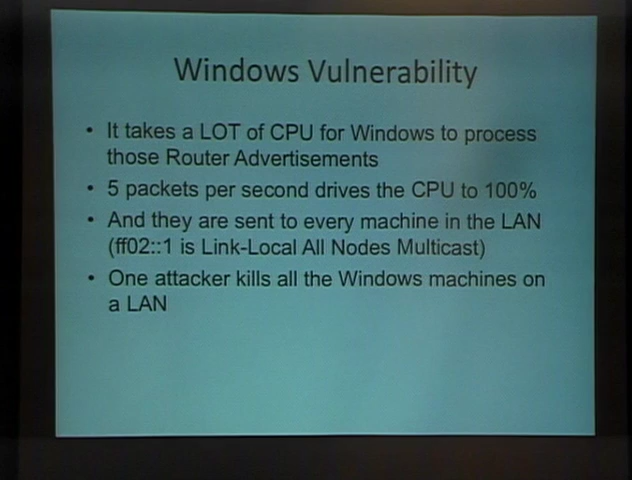 Windows Vulnerability
• It takes a LOT of CPU for Windows to process
those Router Advertisements
• 5 packets per second drives the CPU to 100%
• And they are sent to every machine in the LAN
(ff02::1 is Link-Local All Nodes Multicast)
• One attacker kills all the Windows machines on
a LAN